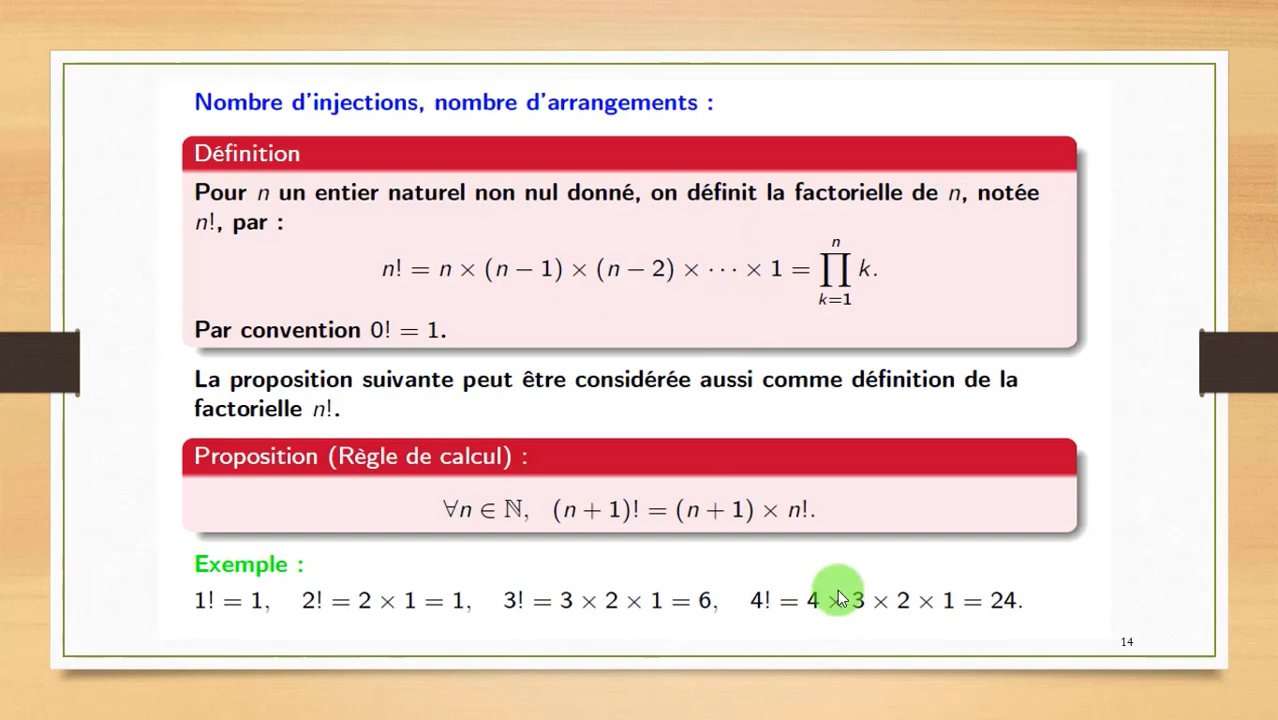 Nombre d'injections, nombre d'arrangements :
Définition
Pour n un entier naturel non nul donné, on définit la factorielle de n, notée
n!, par :
n! = n × (n − 1) × (n − 2) × ⋯ × 1 = ∏_{k=1}^{n} k.
Par convention 0! = 1.
La proposition suivante peut être considérée aussi comme définition de la
factorielle n!.
Proposition (Règle de calcul) :
∀n ∈ ℕ, (n + 1)! = (n + 1) × n!.
Exemple :
1! = 1, 2! = 2 × 1 = 1, 3! = 3 × 2 × 1 = 6, 4! = 4 × 3 × 2 × 1 = 24.
14